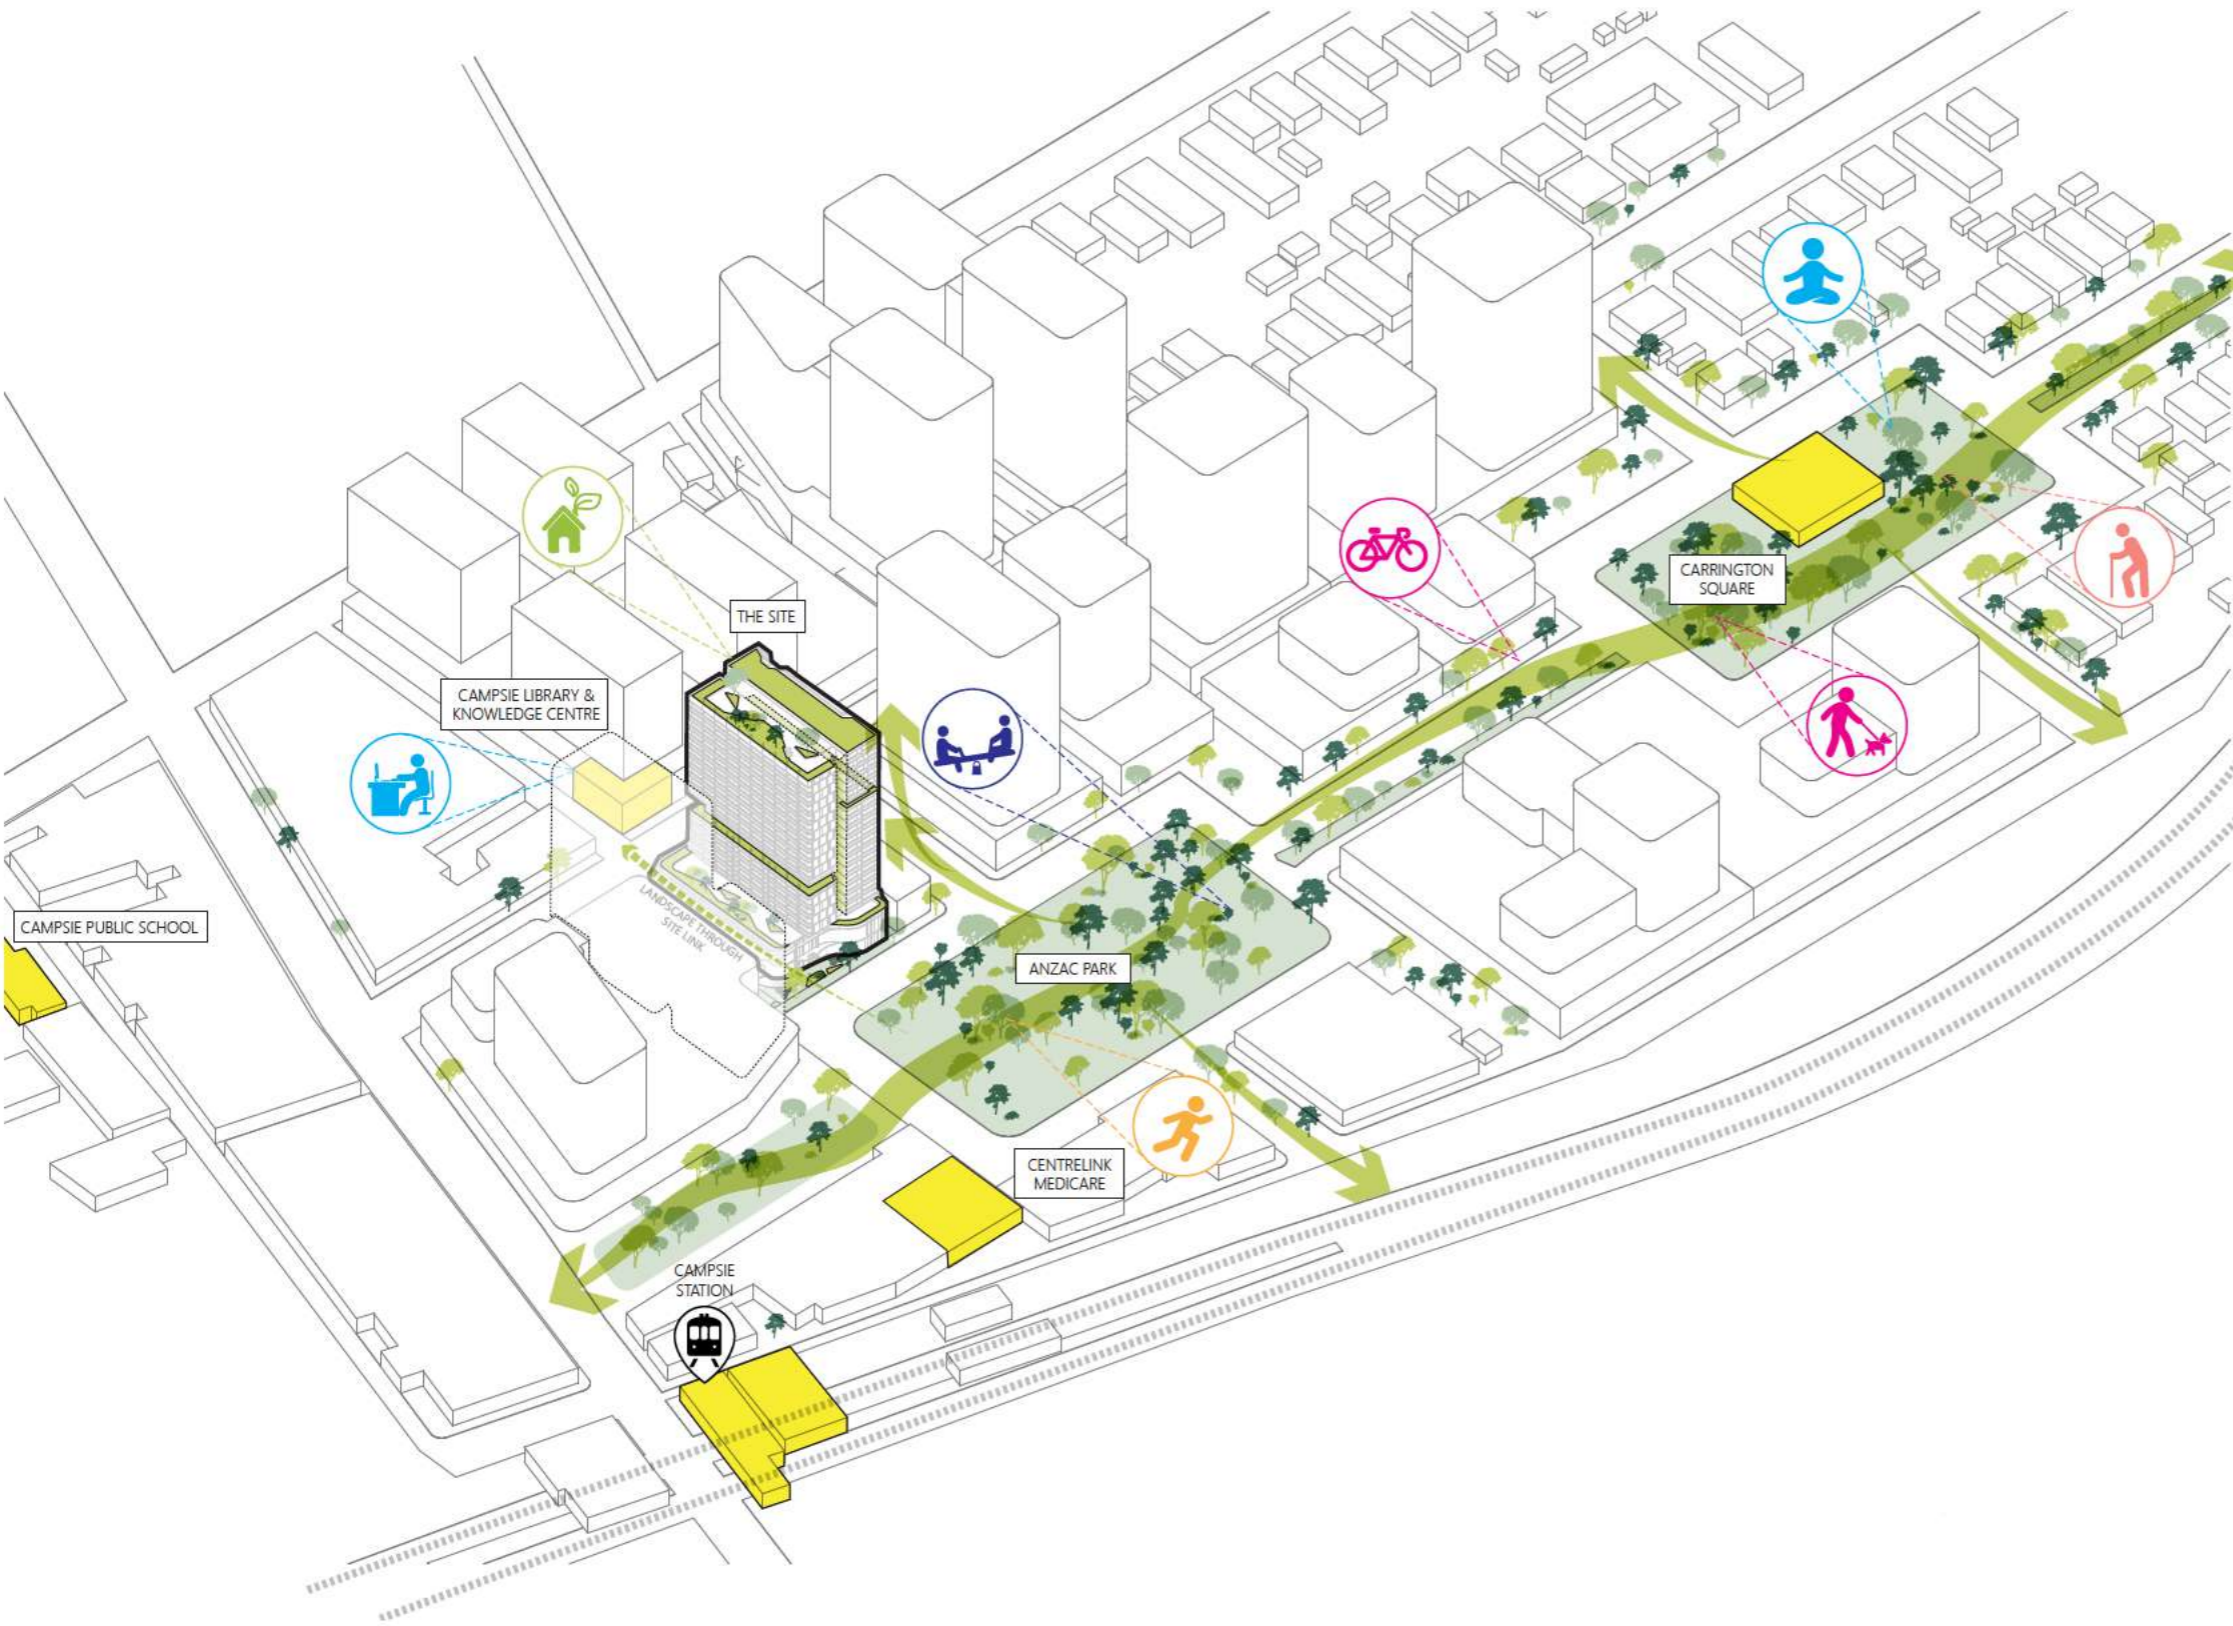 THE SITE
CAMPSIE LIBRARY &
KNOWLEDGE CENTRE
CARRINGTON
SQUARE
CAMPSIE PUBLIC SCHOOL
LANDSCAPE THROUGH
SITE LINK
ANZAC PARK
CENTRELINK
MEDICARE
CAMPSIE
STATION